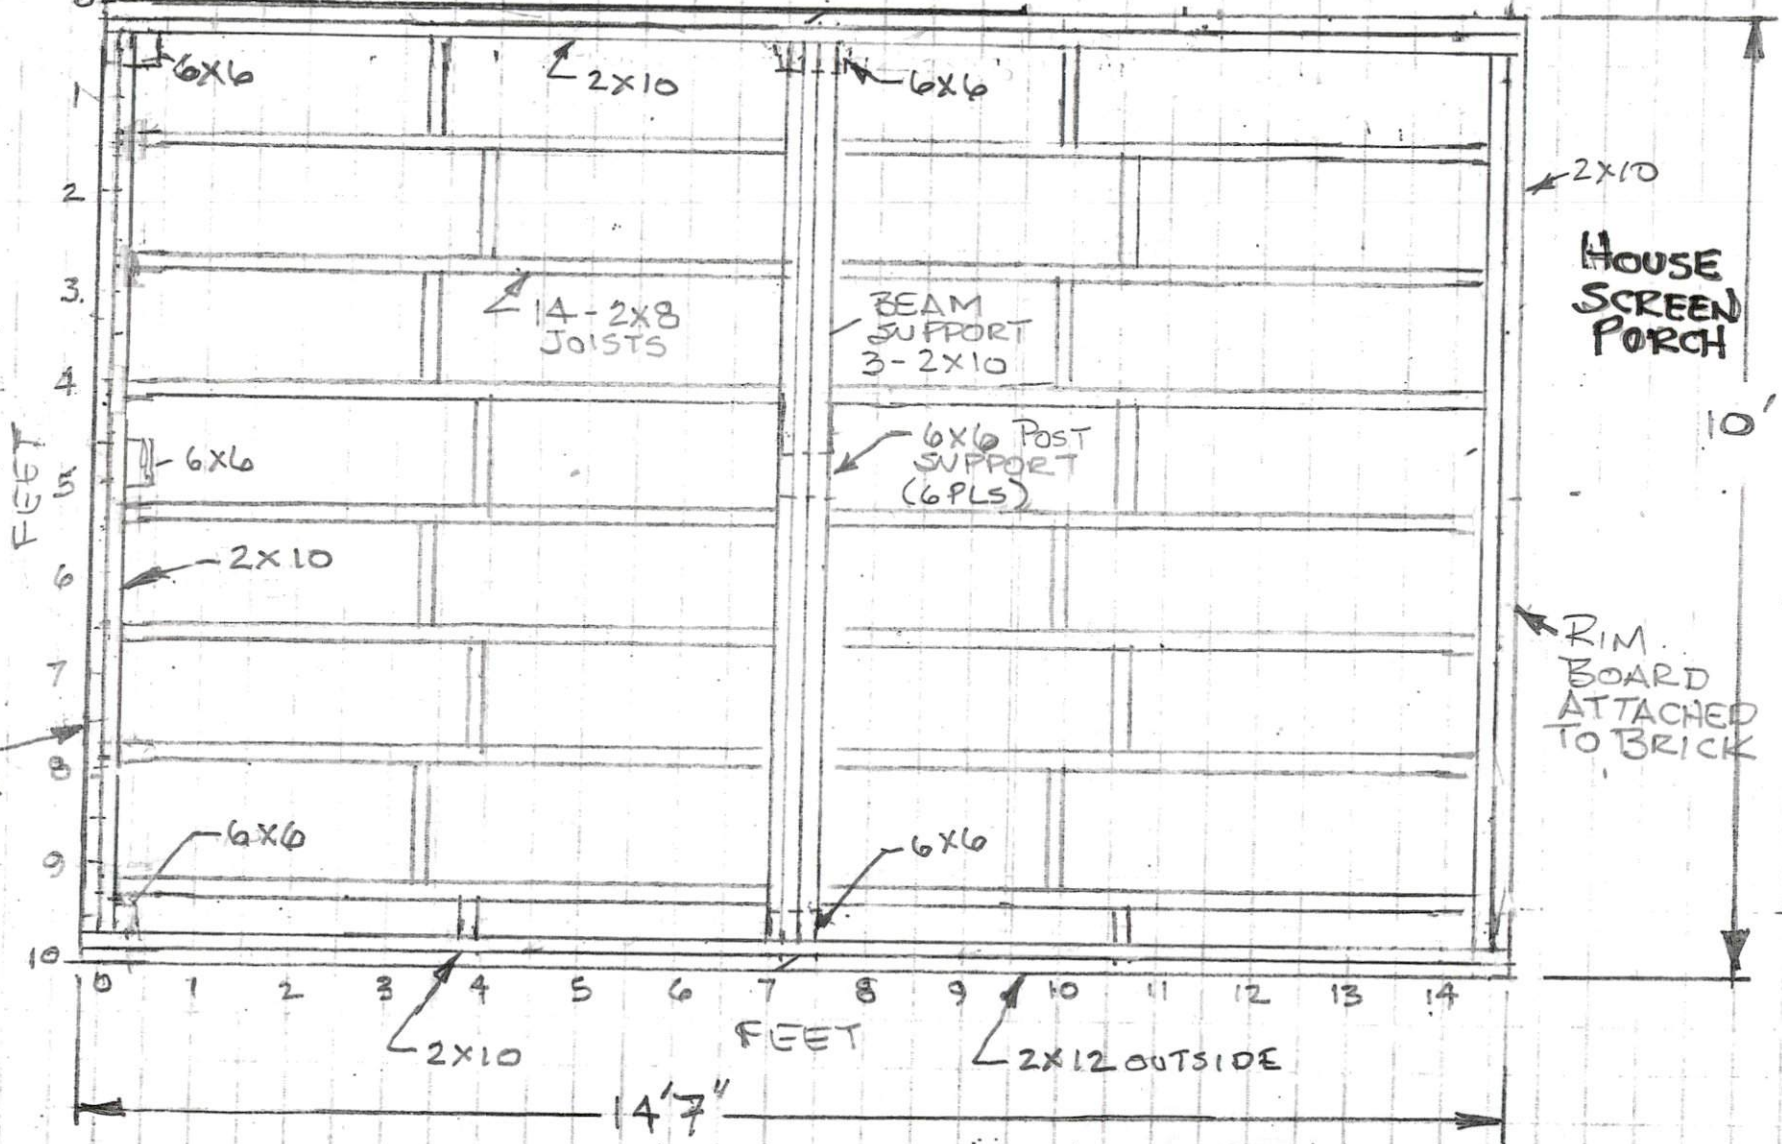 6X6
2X10
6X6
2X10
HOUSE
SCREEN
PORCH
14-2X8
JOISTS
BEAM
SUPPORT
3-2X10
10'
6X6
6X6 POST
SUPPORT
(6 PLS)
2X10
RIM
BOARD
ATTACHED
TO BRICK
6X6
6X6
1
2
3
4
5
6
7
8
9
10
FEET
0 1 2 3 4 5 6 7 8 9 10 11 12 13 14
FEET
2X10
2X12 OUTSIDE
14'7"